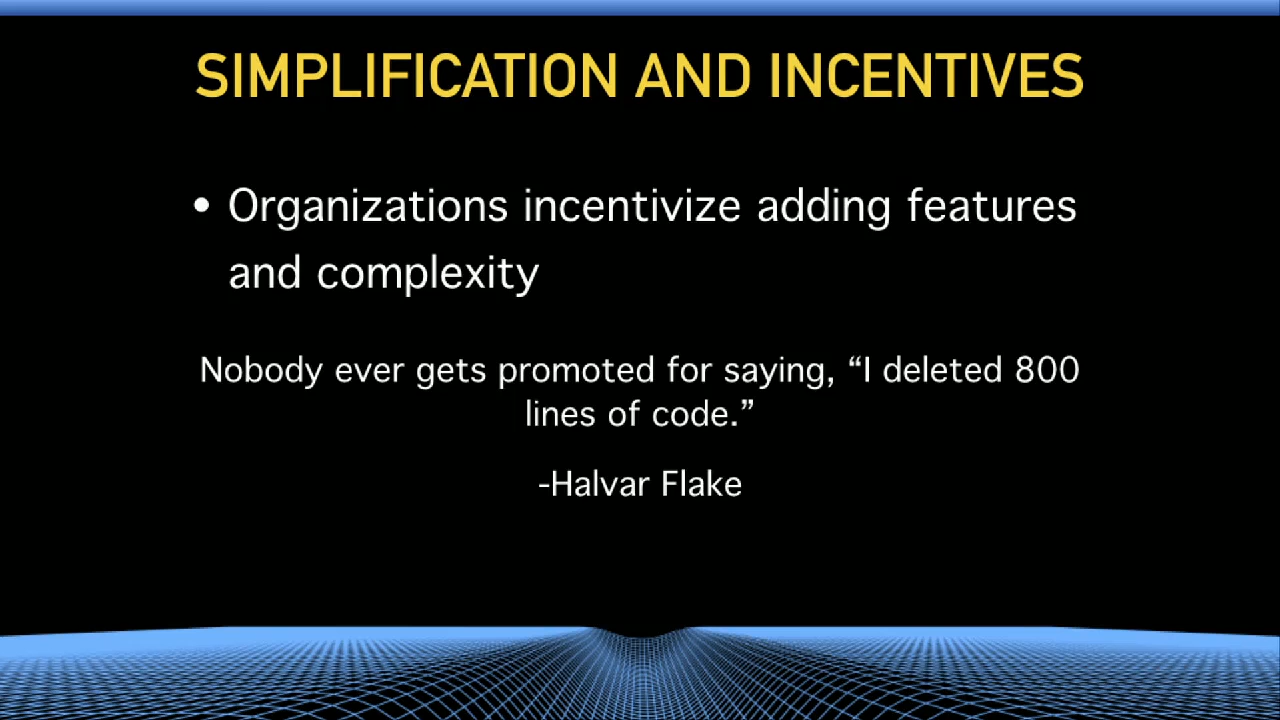 SIMPLIFICATION AND INCENTIVES
• Organizations incentivize adding features
and complexity
Nobody ever gets promoted for saying, “I deleted 800
lines of code.”
-Halvar Flake